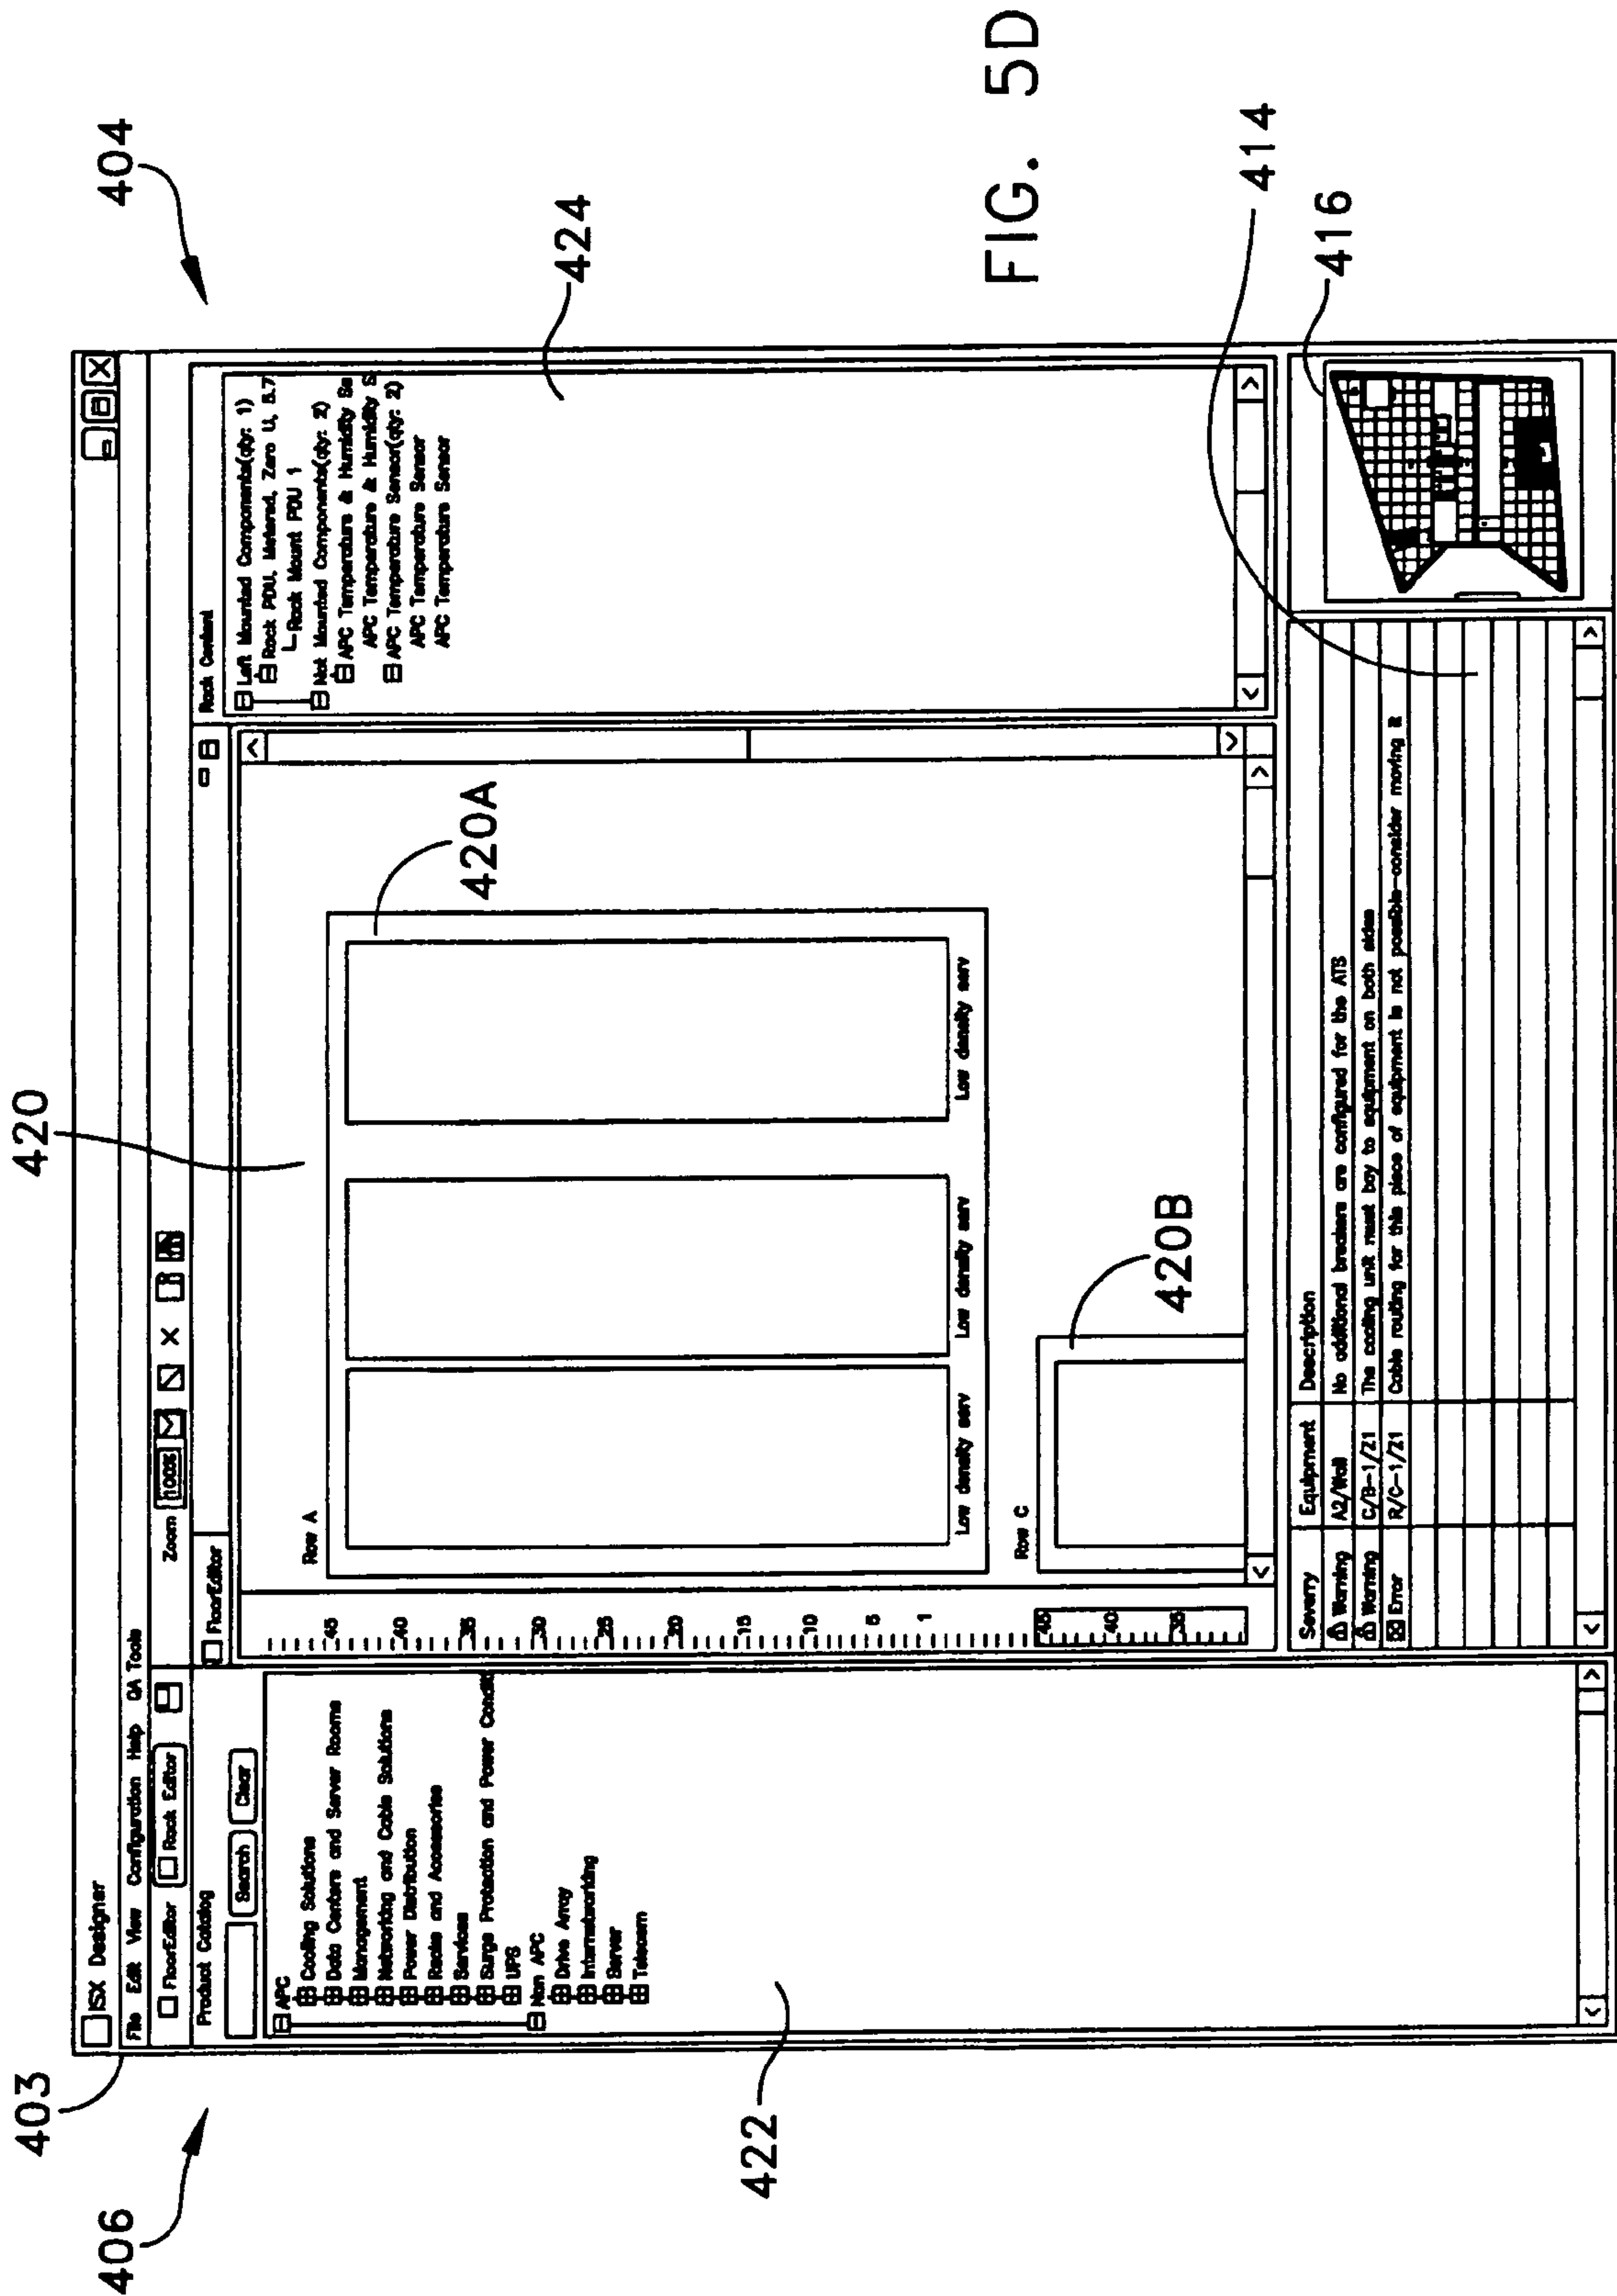 FIG. 5D
403
404
406
420
ISX Designer
File Edit View Configuration Help QA Tools
FloorEditor Rack Editor
Zoom 100%
Product Catalog
Search Clear
APC
Cooling Solutions
Data Centers and Server Rooms
Management
Networking and Cable Solutions
Power Distribution
Racks and Accessories
Services
Surge Protection and Power Condit
UPS
Non APC
Drive Array
Internetworking
Server
Telecom
422
FloorEditor
45
40
35
30
25
20
15
10
5
1
45
40
35
Row A
Low density serv
Low density serv
Low density serv
420A
Row C
420B
Rack Content
Left Mounted Components(qty: 1)
Rack PDU, Metered, Zero U, 5.7
Rack Mount PDU 1
Not Mounted Components(qty: 2)
APC Temperature & Humidity Se
APC Temperature & Humidity S
APC Temperature Sensor(qty: 2)
APC Temperature Sensor
APC Temperature Sensor
424
Severry Equipment Description
Warning A2/Wall No additional breakers are configured for the ATS
Warning C/B-1/Z1 The cooling unit must bay to equipment on both sides
Error R/C-1/Z1 Cable routing for this piece of equipment is not possible-consider moving R
414
416